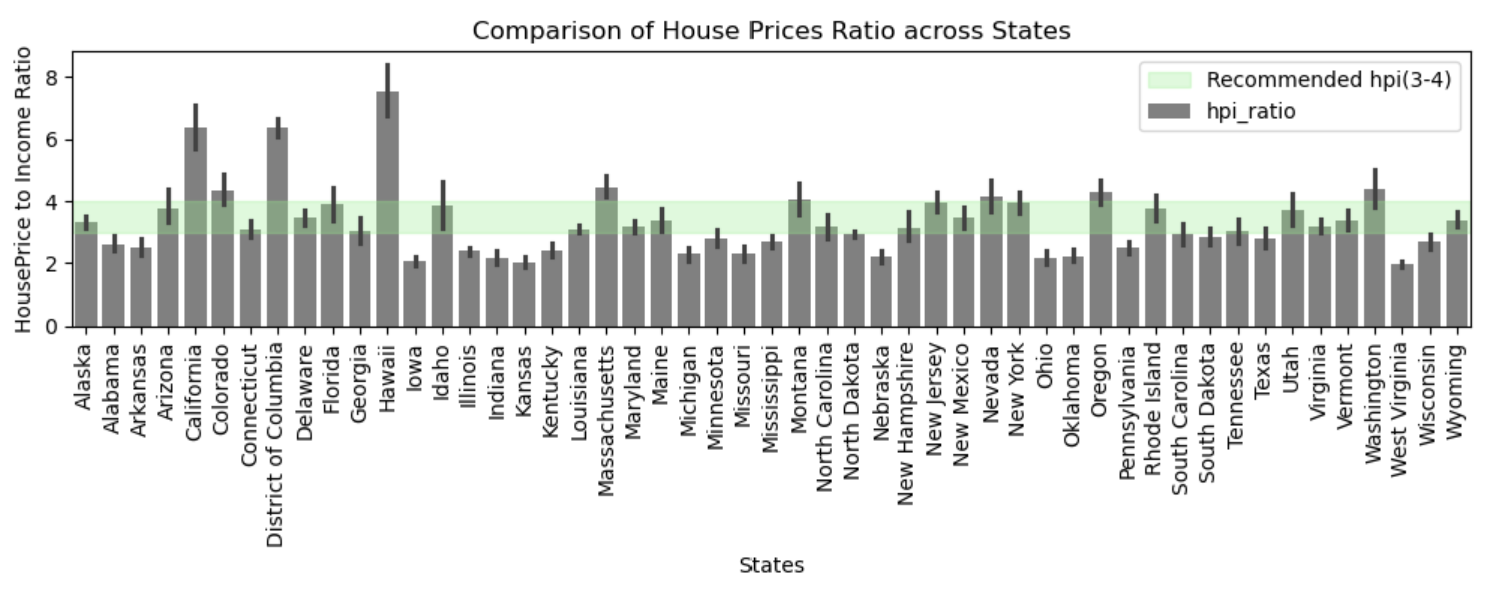 Comparison of House Prices Ratio across States
HousePrice to Income Ratio
8
6
4
2
0
Recommended hpi(3-4)
hpi_ratio
Alaska
Alabama
Arkansas
Arizona
California
Colorado
Connecticut
District of Columbia
Delaware
Florida
Georgia
Hawaii
Iowa
Idaho
Illinois
Indiana
Kansas
Kentucky
Louisiana
Massachusetts
Maryland
Maine
Michigan
Minnesota
Missouri
Mississippi
Montana
North Carolina
North Dakota
Nebraska
New Hampshire
New Jersey
New Mexico
Nevada
New York
Ohio
Oklahoma
Oregon
Pennsylvania
Rhode Island
South Carolina
South Dakota
Tennessee
Texas
Utah
Virginia
Vermont
Washington
West Virginia
Wisconsin
Wyoming
States